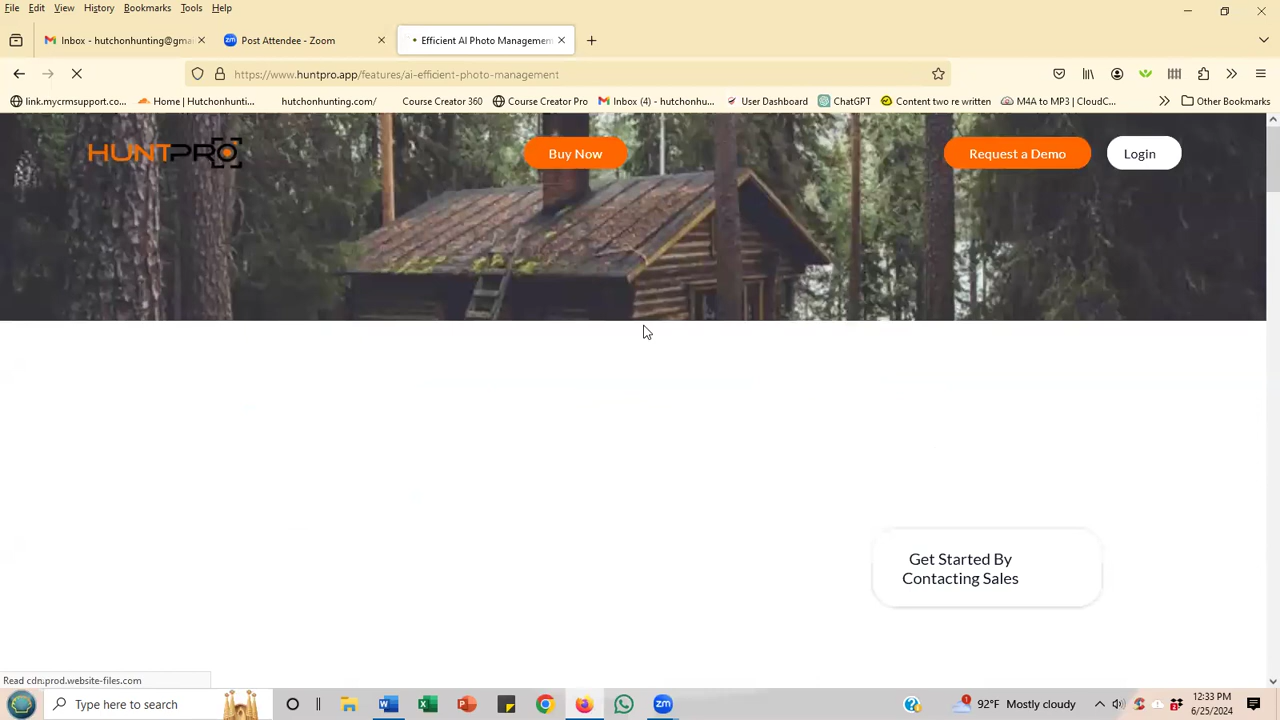 File Edit View History Bookmarks Tools Help
Inbox - hutchonhunting@gma
Post Attendee - Zoom
Efficient AI Photo Management
https://www.huntpro.app/features/ai-efficient-photo-management
link.mycrmsupport.co... Home | Hutchonhunti... hutchonhunting.com/ Course Creator 360 Course Creator Pro Inbox (4) - hutchonhu... User Dashboard ChatGPT Content two re written M4A to MP3 | CloudC... Other Bookmarks
HUNTPRO
Buy Now
Request a Demo
Login
Get Started By
Contacting Sales
Read cdn.prod.website-files.com
Type here to search
92°F Mostly cloudy
12:33 PM
6/25/2024